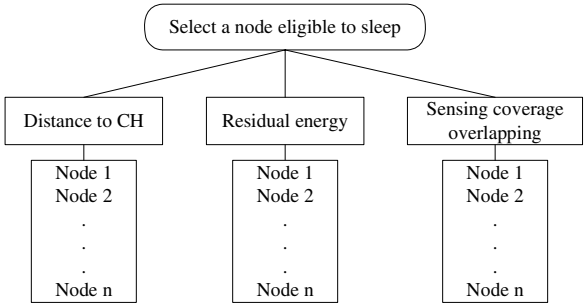 Select a node eligible to sleep
Distance to CH
Residual energy
Sensing coverage
overlapping
Node 1
Node 2
.
.
.
Node n
Node 1
Node 2
.
.
.
Node n
Node 1
Node 2
.
.
.
Node n